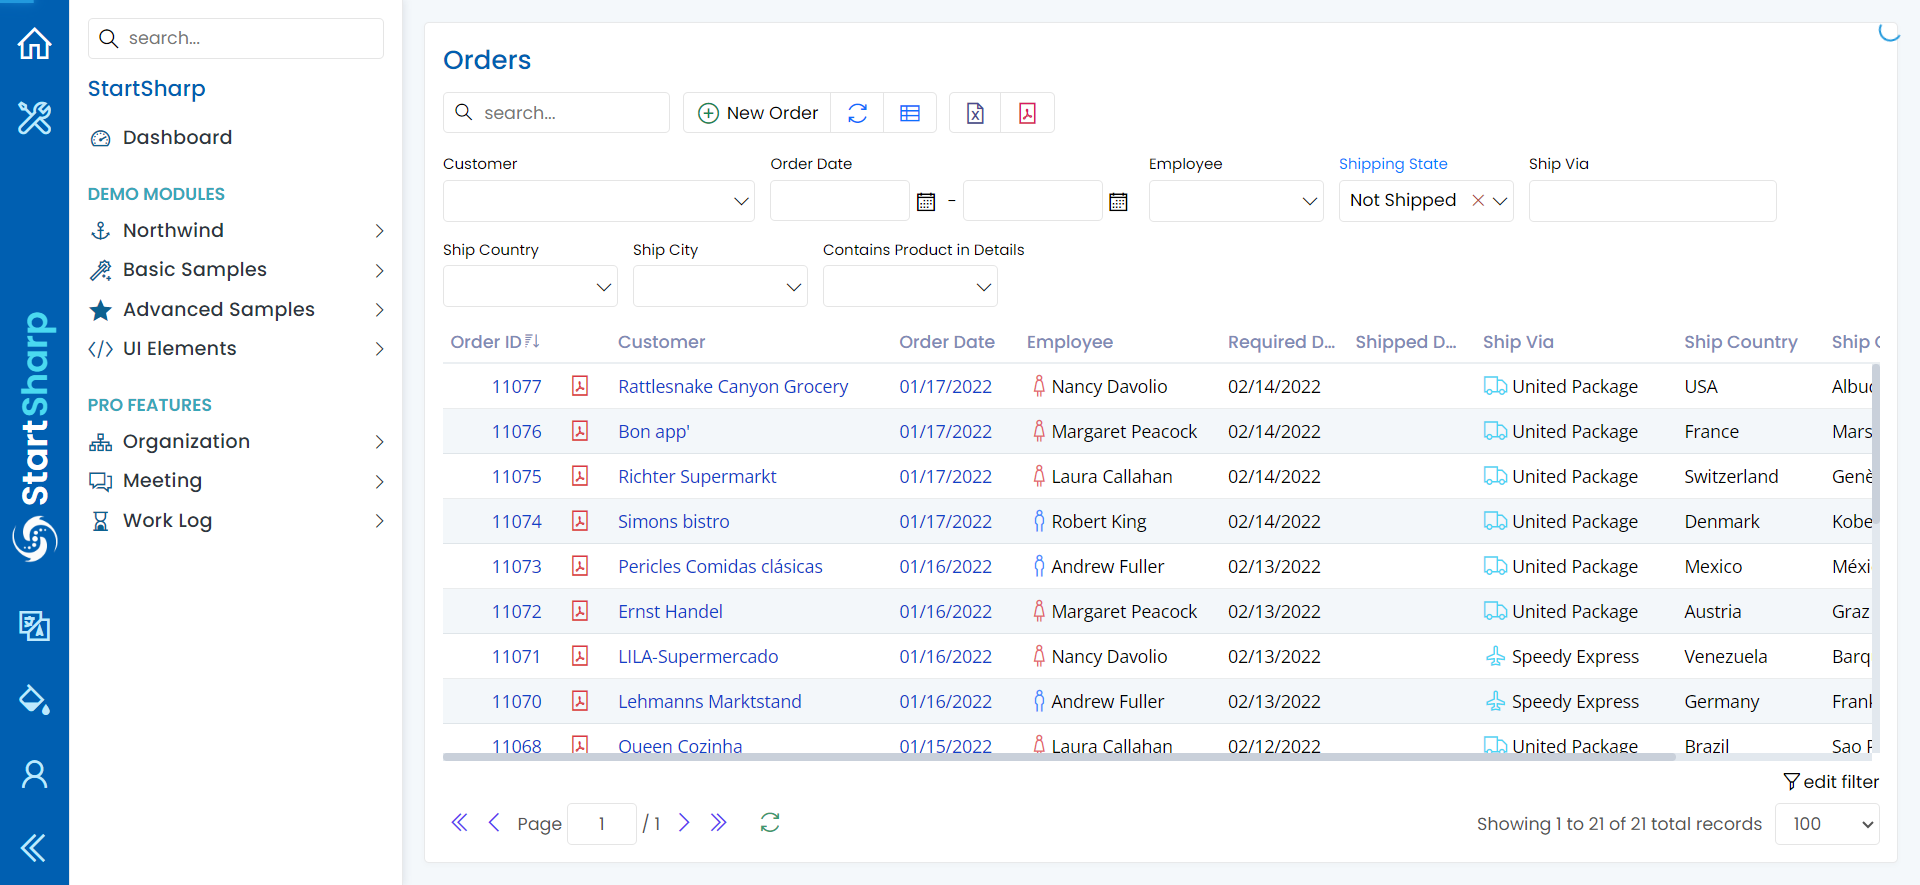 search...
StartSharp
Dashboard
DEMO MODULES
Northwind
Basic Samples
Advanced Samples
UI Elements
PRO FEATURES
Organization
Meeting
Work Log
StartSharp
Orders
search... New Order
Customer Order Date Employee Shipping State Ship Via
- Not Shipped
Ship Country Ship City Contains Product in Details
Order ID Customer Order Date Employee Required D... Shipped D... Ship Via Ship Country Ship
11077 Rattlesnake Canyon Grocery 01/17/2022 Nancy Davolio 02/14/2022 United Package USA Albu
11076 Bon app' 01/17/2022 Margaret Peacock 02/14/2022 United Package France Mars
11075 Richter Supermarkt 01/17/2022 Laura Callahan 02/14/2022 United Package Switzerland Genè
11074 Simons bistro 01/17/2022 Robert King 02/14/2022 United Package Denmark Kobe
11073 Pericles Comidas clásicas 01/16/2022 Andrew Fuller 02/13/2022 United Package Mexico Méxi
11072 Ernst Handel 01/16/2022 Margaret Peacock 02/13/2022 United Package Austria Graz
11071 LILA-Supermercado 01/16/2022 Nancy Davolio 02/13/2022 Speedy Express Venezuela Barq
11070 Lehmanns Marktstand 01/16/2022 Andrew Fuller 02/13/2022 Speedy Express Germany Frank
11068 Queen Cozinha 01/15/2022 Laura Callahan 02/12/2022 United Package Brazil Sao
edit filter
Page 1 / 1 Showing 1 to 21 of 21 total records 100